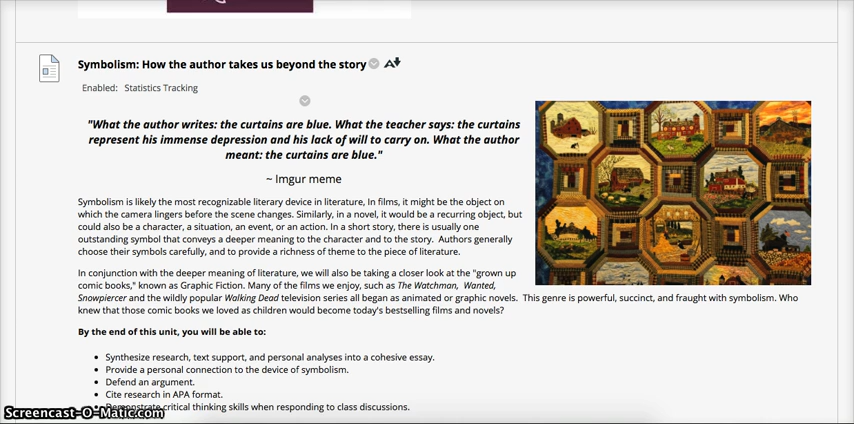 Symbolism: How the author takes us beyond the story
Enabled: Statistics Tracking
"What the author writes: the curtains are blue. What the teacher says: the curtains
represent his immense depression and his lack of will to carry on. What the author
meant: the curtains are blue."
~ Imgur meme
Symbolism is likely the most recognizable literary device in literature, In films, it might be the object on
which the camera lingers before the scene changes. Similarly, in a novel, it would be a recurring object, but
could also be a character, a situation, an event, or an action. In a short story, there is usually one
outstanding symbol that conveys a deeper meaning to the character and to the story. Authors generally
choose their symbols carefully, and to provide a richness of theme to the piece of literature.
In conjunction with the deeper meaning of literature, we will also be taking a closer look at the "grown up
comic books," known as Graphic Fiction. Many of the films we enjoy, such as The Watchman, Wanted,
Snowpiercer and the wildly popular Walking Dead television series all began as animated or graphic novels. This genre is powerful, succinct, and fraught with symbolism. Who
knew that those comic books we loved as children would become today's bestselling films and novels?
By the end of this unit, you will be able to:
• Synthesize research, text support, and personal analyses into a cohesive essay.
• Provide a personal connection to the device of symbolism.
• Defend an argument.
• Cite research in APA format.
• Demonstrate critical thinking skills when responding to class discussions.
Screencast-O-Matic.com